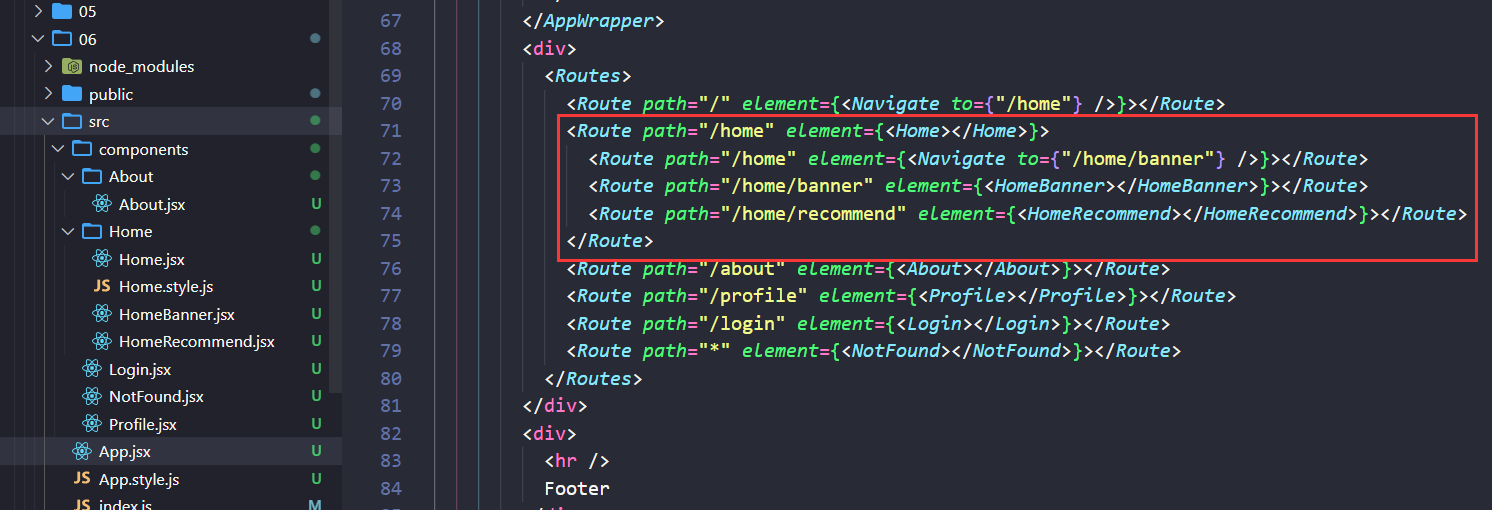 05
06
node_modules
public
src
components
About
About.jsx U
Home
Home.jsx U
JS Home.style.js U
HomeBanner.jsx U
HomeRecommend.jsx U
Login.jsx U
NotFound.jsx U
Profile.jsx U
App.jsx U
JS App.style.js U
JS index.js M
67 </AppWrapper>
68 <div>
69 <Routes>
70 <Route path="/" element={<Navigate to={"/home"} />}></Route>
71 <Route path="/home" element={<Home></Home>}>
72 <Route path="/home" element={<Navigate to={"/home/banner"} />}></Route>
73 <Route path="/home/banner" element={<HomeBanner></HomeBanner>}></Route>
74 <Route path="/home/recommend" element={<HomeRecommend></HomeRecommend>}></Route>
75 </Route>
76 <Route path="/about" element={<About></About>}></Route>
77 <Route path="/profile" element={<Profile></Profile>}></Route>
78 <Route path="/login" element={<Login></Login>}></Route>
79 <Route path="*" element={<NotFound></NotFound>}></Route>
80 </Routes>
81 </div>
82 <div>
83 <hr />
84 Footer